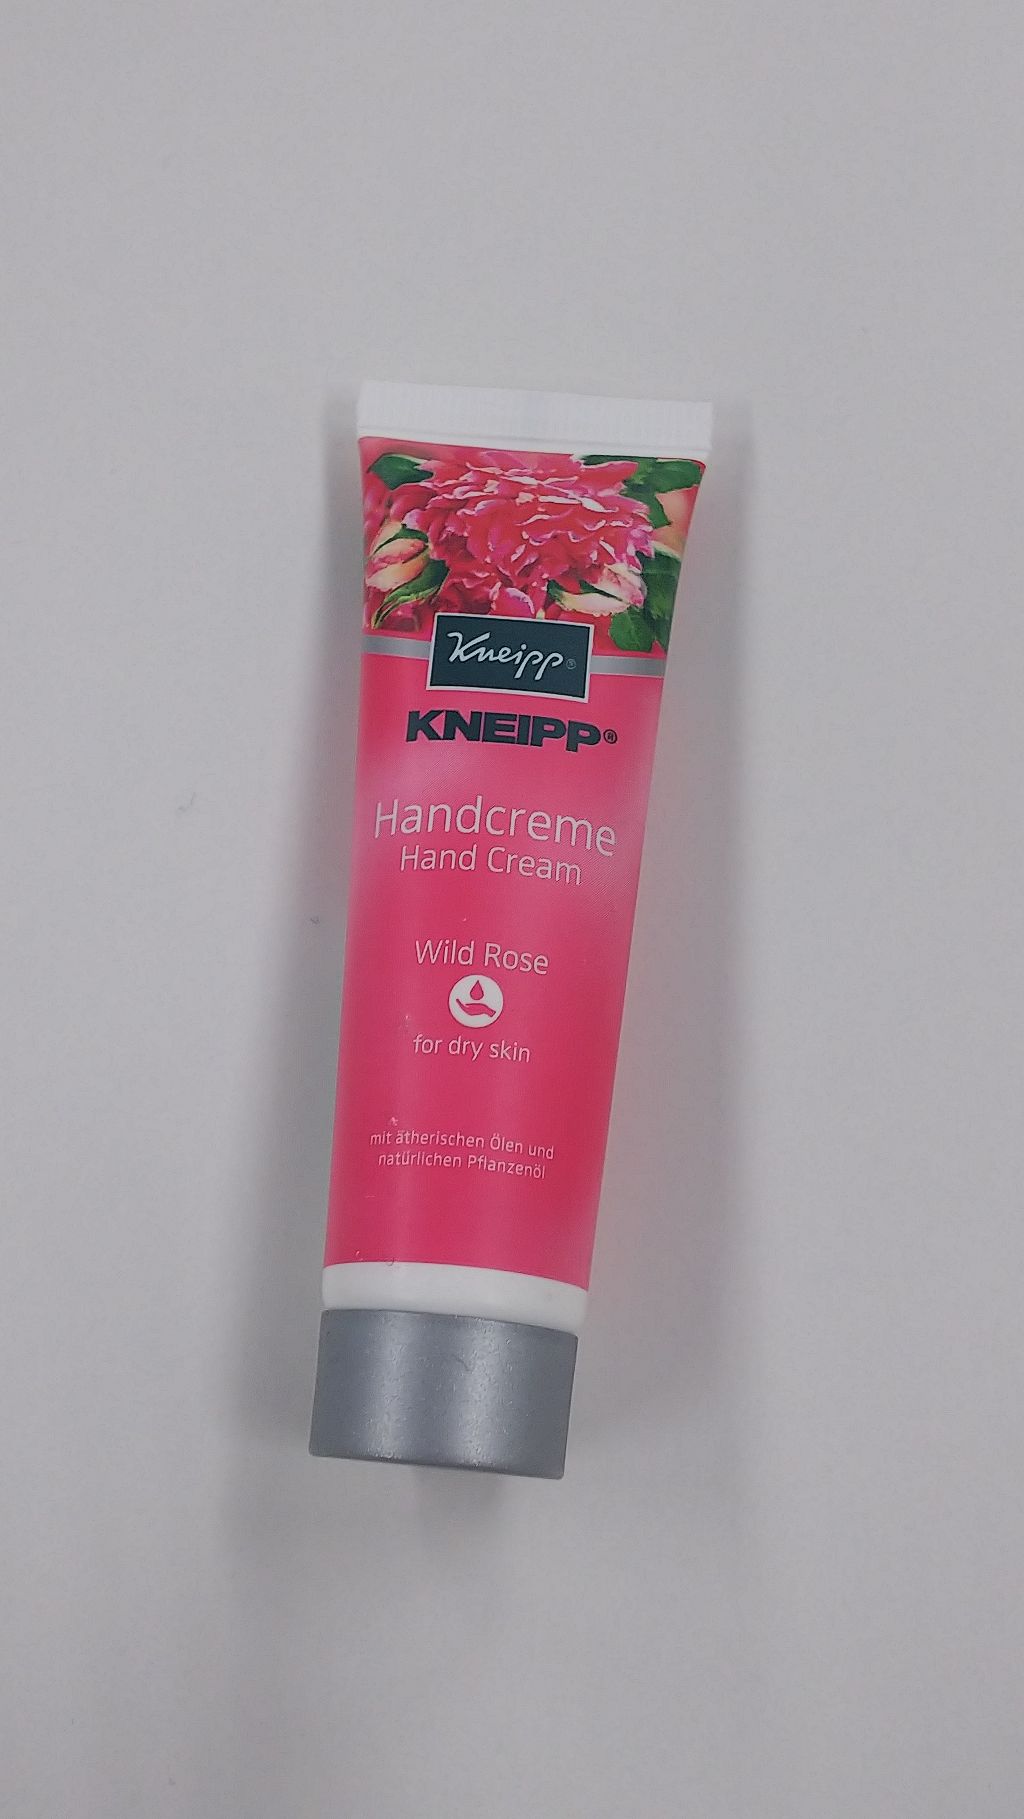 Kneipp®
KNEIPP®
Handcreme
Hand Cream
Wild Rose
for dry skin
mit ätherischen Ölen und
natürlichen Pflanzenöl